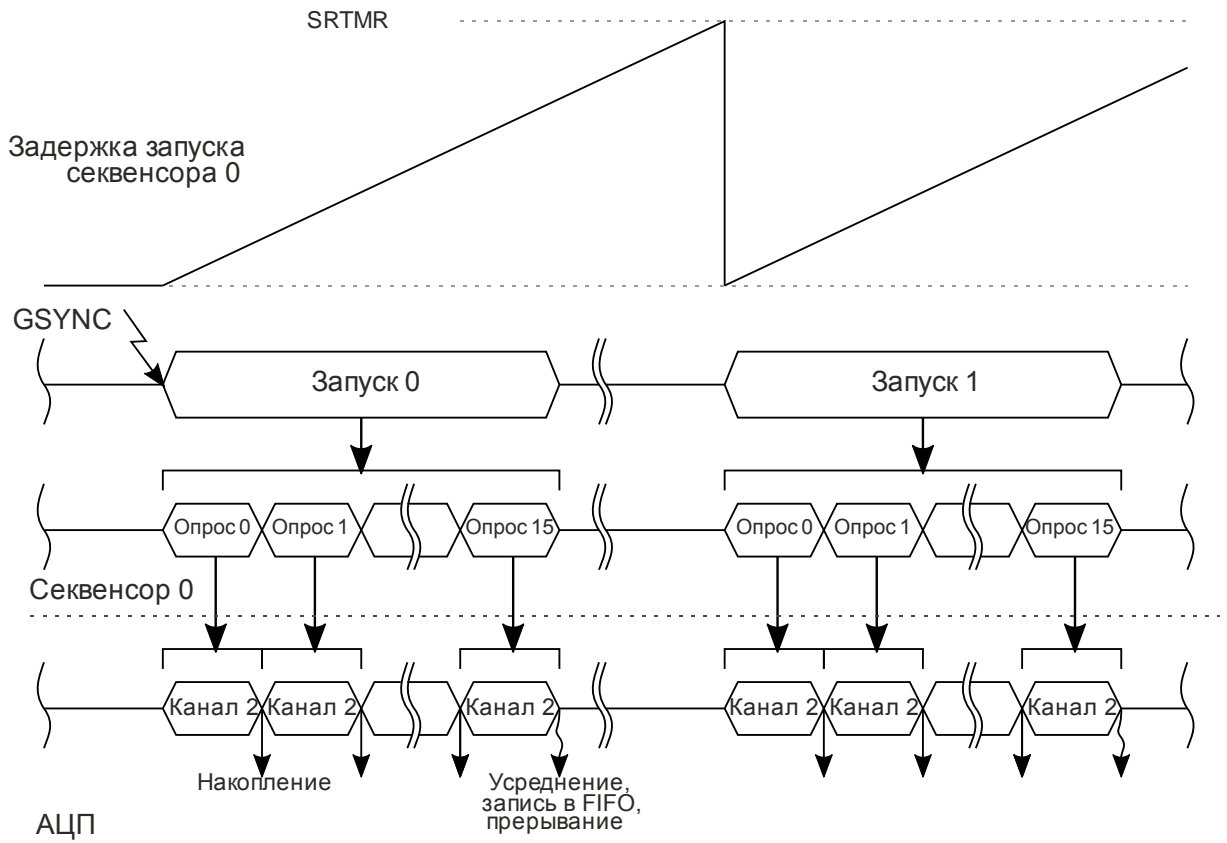 SRTMR
Задержка запуска
секвенсора 0
GSYNC
Запуск 0
Запуск 1
Опрос 0
Опрос 1
Опрос 15
Опрос 0
Опрос 1
Опрос 15
Секвенсор 0
Канал 2
Канал 2
Канал 2
Канал 2
Канал 2
Канал 2
Накопление
Усреднение,
запись в FIFO,
прерывание
АЦП